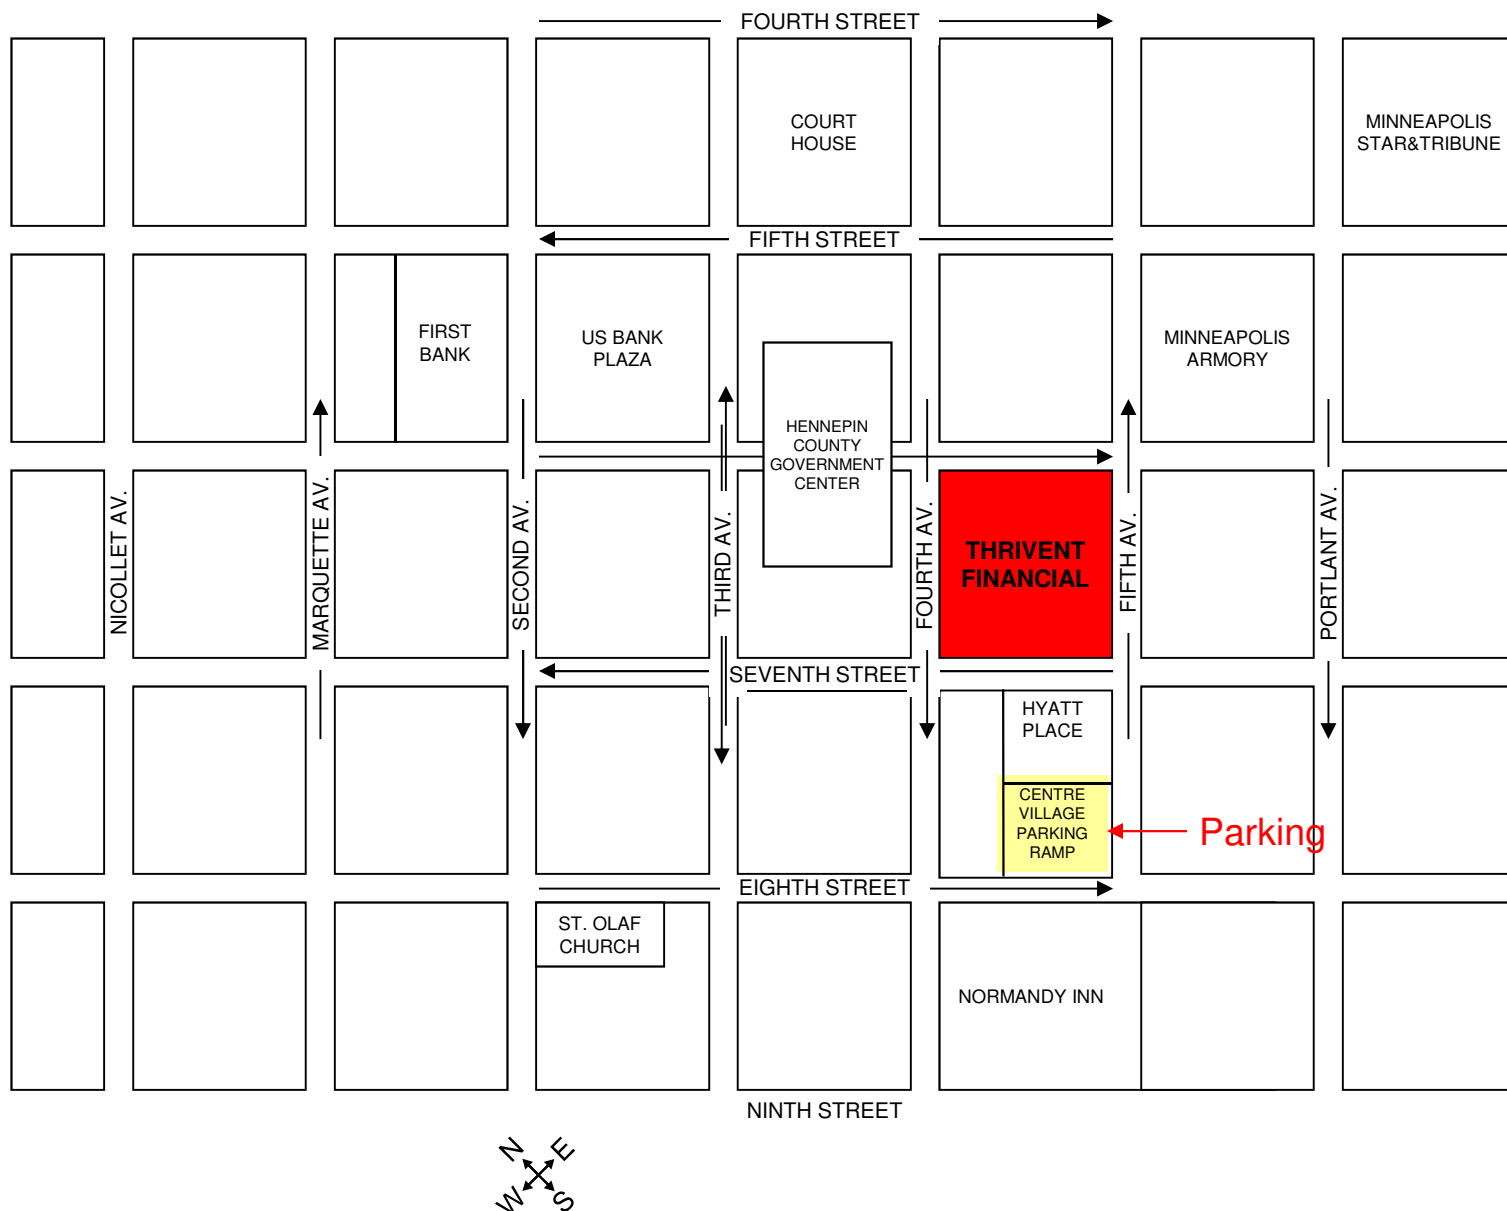 FOURTH STREET
COURT
HOUSE
MINNEAPOLIS
STAR&TRIBUNE
FIFTH STREET
FIRST
BANK
US BANK
PLAZA
MINNEAPOLIS
ARMORY
HENNEPIN
COUNTY
GOVERNMENT
CENTER
NICOLLET AV.
MARQUETTE AV.
SECOND AV.
THIRD AV.
FOURTH AV.
THRIVENT
FINANCIAL
FIFTH AV.
PORTLANT AV.
SEVENTH STREET
HYATT
PLACE
CENTRE
VILLAGE
PARKING
RAMP
Parking
EIGHTH STREET
ST. OLAF
CHURCH
NORMANDY INN
NINTH STREET
N
E
W
S